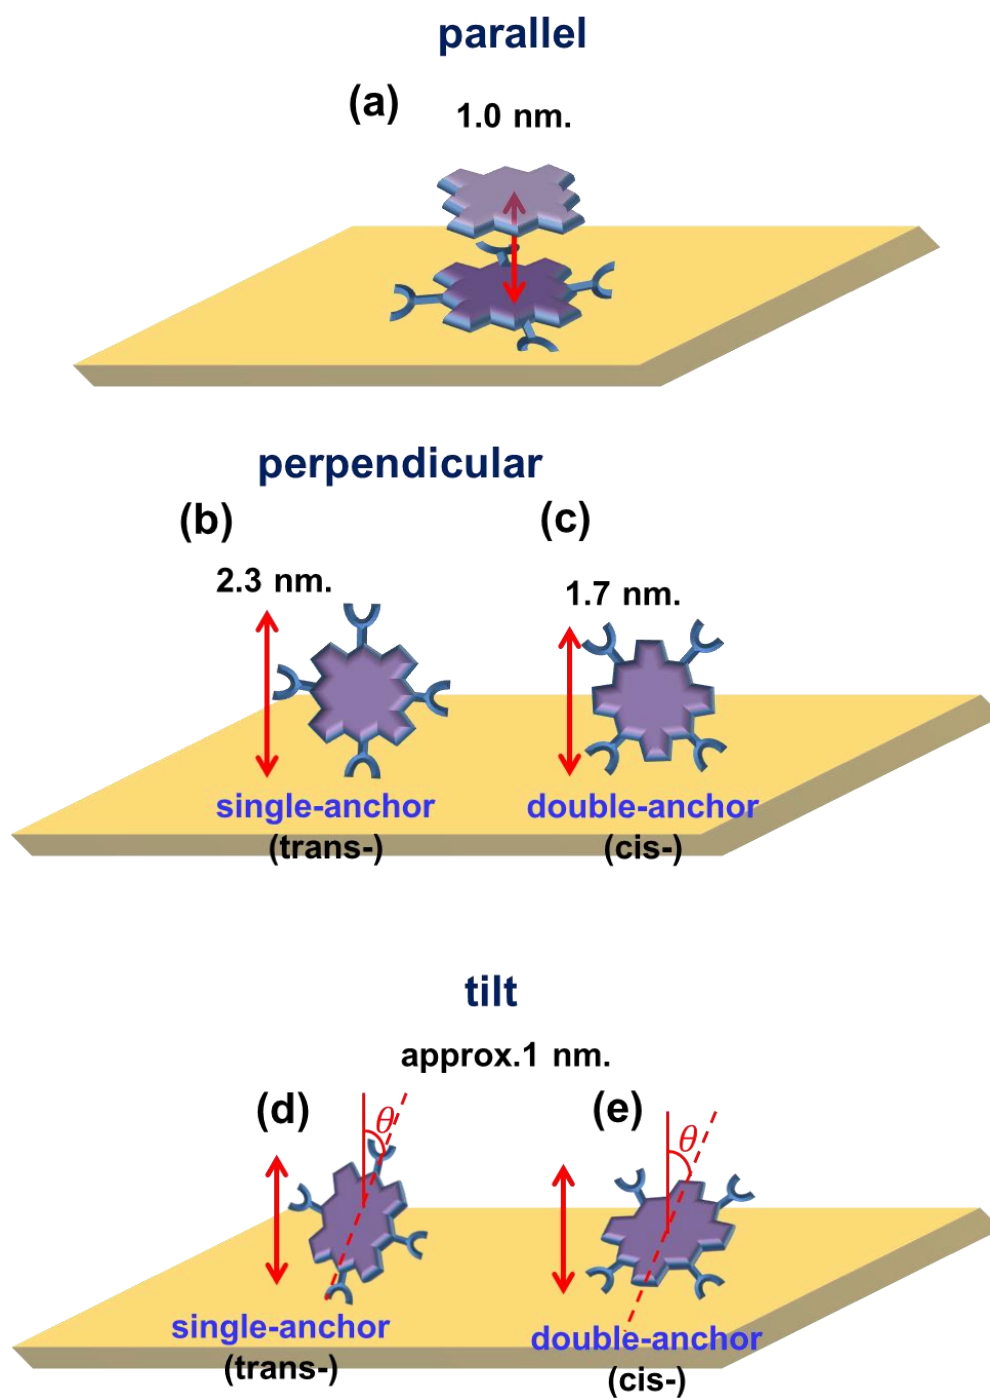 parallel
(a)
1.0 nm.
perpendicular
(b)
(c)
2.3 nm.
1.7 nm.
single-anchor
(trans-)
double-anchor
(cis-)
tilt
approx.1 nm.
(d)
θ
(e)
θ
single-anchor
(trans-)
double-anchor
(cis-)